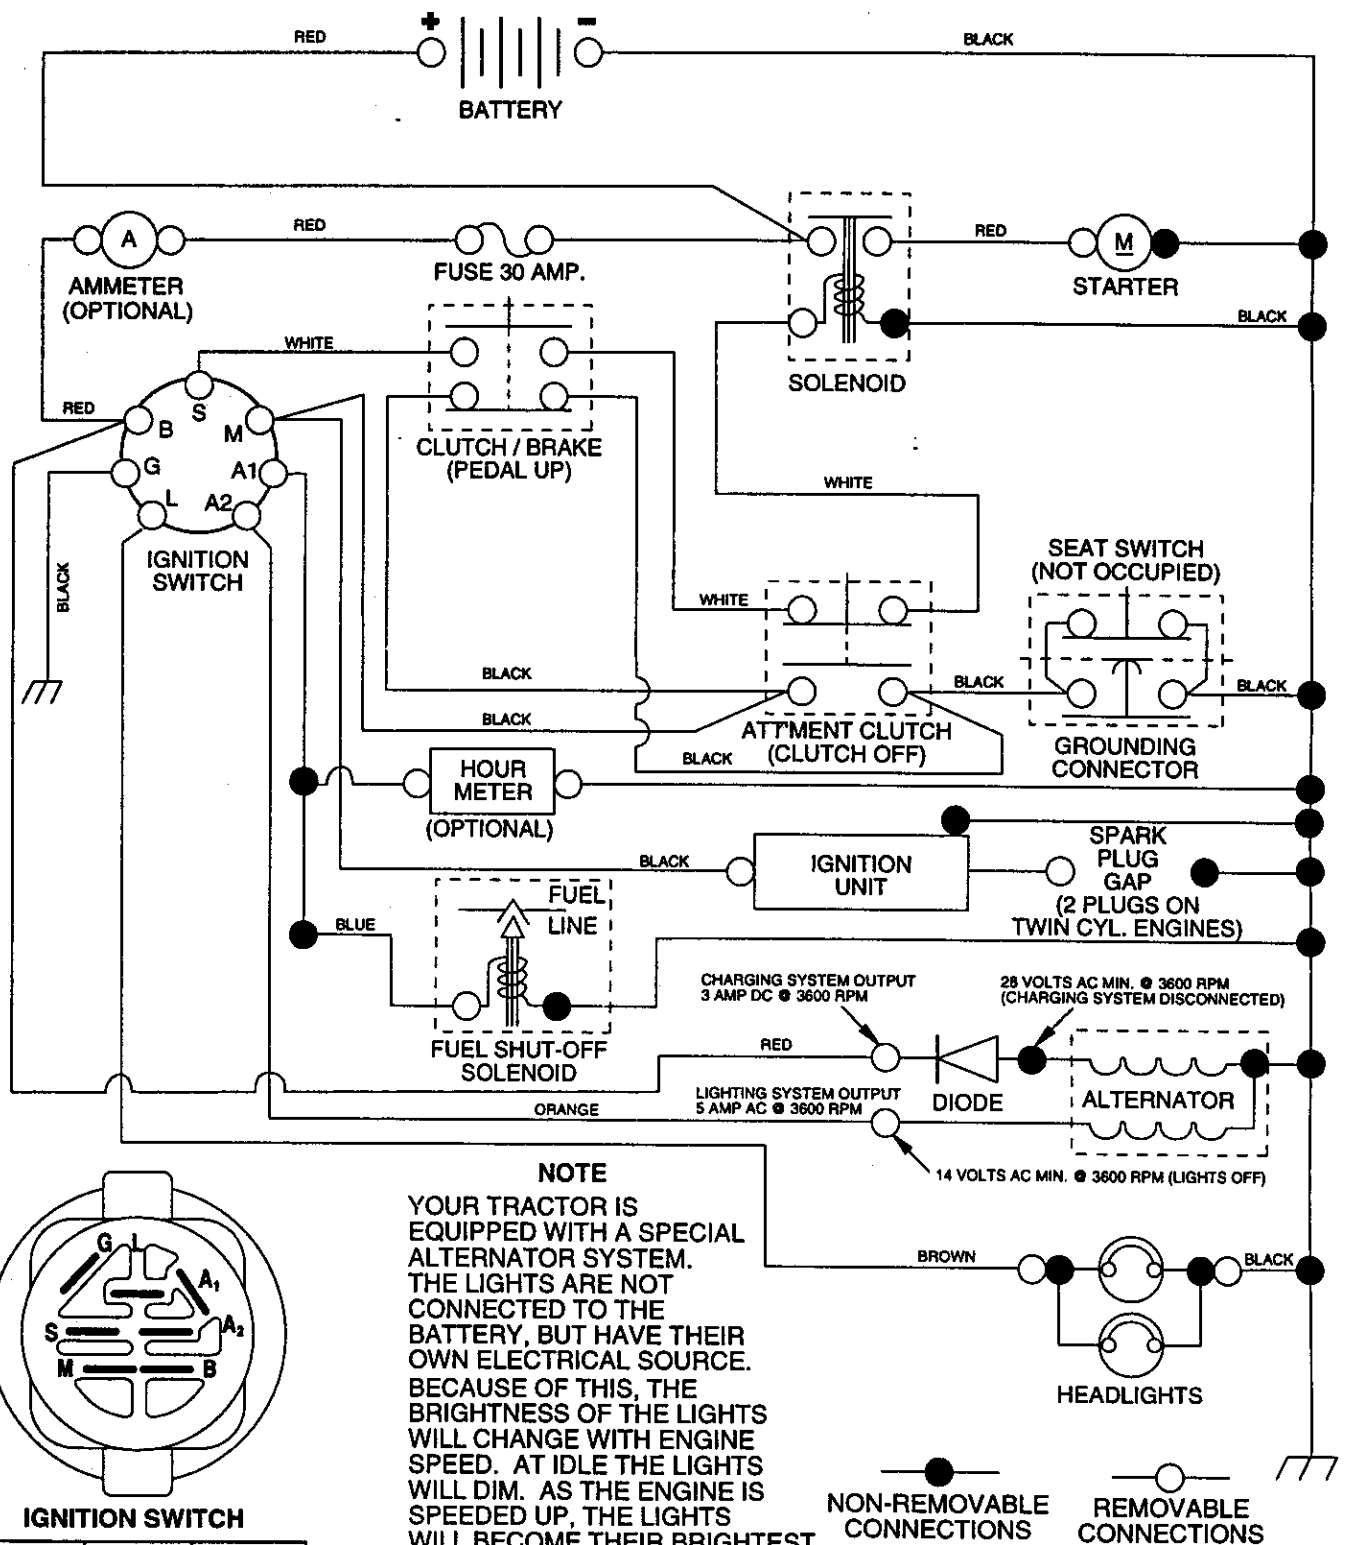 + -
RED
BLACK
BATTERY
RED
RED
A
M
FUSE 30 AMP.
AMMETER
(OPTIONAL)
STARTER
WHITE
BLACK
SOLENOID
RED
S
B
M
G
A1
L
A2
CLUTCH / BRAKE
(PEDAL UP)
WHITE
IGNITION
SWITCH
BLACK
SEAT SWITCH
(NOT OCCUPIED)
WHITE
BLACK
BLACK
BLACK
BLACK
ATT'MENT CLUTCH
(CLUTCH OFF)
GROUNDING
CONNECTOR
BLACK
HOUR
METER
(OPTIONAL)
BLACK
IGNITION
UNIT
SPARK
PLUG
GAP
(2 PLUGS ON
TWIN CYL. ENGINES)
FUEL
LINE
BLUE
FUEL SHUT-OFF
SOLENOID
CHARGING SYSTEM OUTPUT
3 AMP DC @ 3600 RPM
28 VOLTS AC MIN. @ 3600 RPM
(CHARGING SYSTEM DISCONNECTED)
RED
DIODE
ALTERNATOR
LIGHTING SYSTEM OUTPUT
5 AMP AC @ 3600 RPM
ORANGE
14 VOLTS AC MIN. @ 3600 RPM (LIGHTS OFF)
NOTE
YOUR TRACTOR IS
EQUIPPED WITH A SPECIAL
ALTERNATOR SYSTEM.
THE LIGHTS ARE NOT
CONNECTED TO THE
BATTERY, BUT HAVE THEIR
OWN ELECTRICAL SOURCE.
BECAUSE OF THIS, THE
BRIGHTNESS OF THE LIGHTS
WILL CHANGE WITH ENGINE
SPEED. AT IDLE THE LIGHTS
WILL DIM. AS THE ENGINE IS
SPEEDED UP, THE LIGHTS
WILL BECOME THEIR BRIGHTEST
BROWN
BLACK
HEADLIGHTS
G L
A1
S
A2
M
B
IGNITION SWITCH
NON-REMOVABLE
CONNECTIONS
REMOVABLE
CONNECTIONS